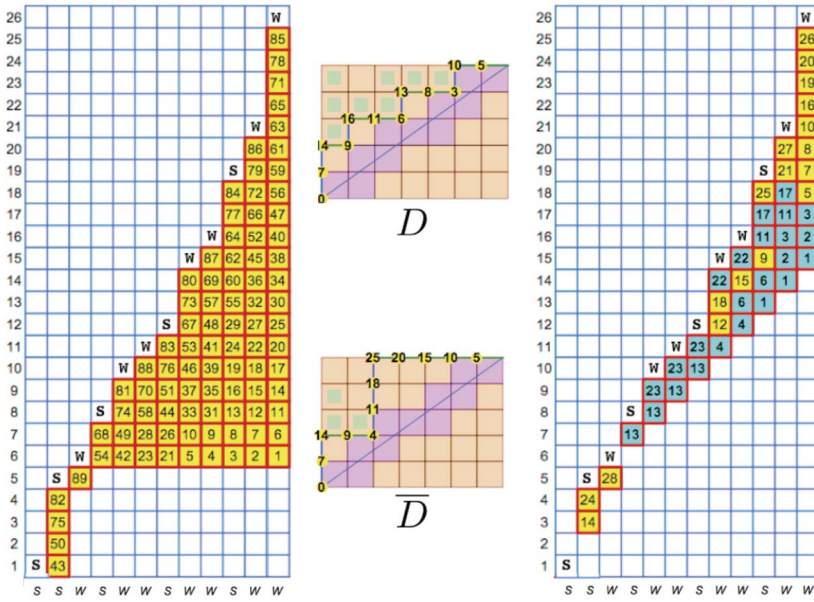 26 W
25 85
24 78
23 71
22 65
21 W 63
20 86 61
19 S 79 59
18 84 72 56
17 77 66 47
16 W 64 52 40
15 W 87 62 45 38
14 80 69 60 36 34
13 73 57 55 32 30
12 S 67 48 29 27 25
11 W 83 53 41 24 22 20
10 W 88 76 46 39 19 18 17
9 81 70 51 37 35 16 15 14
8 S 74 58 44 33 31 13 12 11
7 68 49 28 26 10 9 8 7 6
6 W 54 42 23 21 5 4 3 2 1
5 S 89
4 82
3 75
2 50
1 S 43
S S W S W W S W W S W W
10 5
13 8 3
16 11 6
14 9
7
0
D
25 20 15 10 5
18
11
14 9 4
7
0
D̅
26 W
25 26
24 20
23 19
22 16
21 W 10
20 27 8
19 S 21 7
18 25 17 5
17 17 11 3
16 W 11 3 2
15 W 22 9 2 1
14 22 15 6 1
13 18 6 1
12 S 12 4
11 W 23 4
10 W 23 13
9 23 13
8 S 13
7 13
6 W
5 S 28
4 24
3 14
2
1 S
S S W S W W S W W S W W